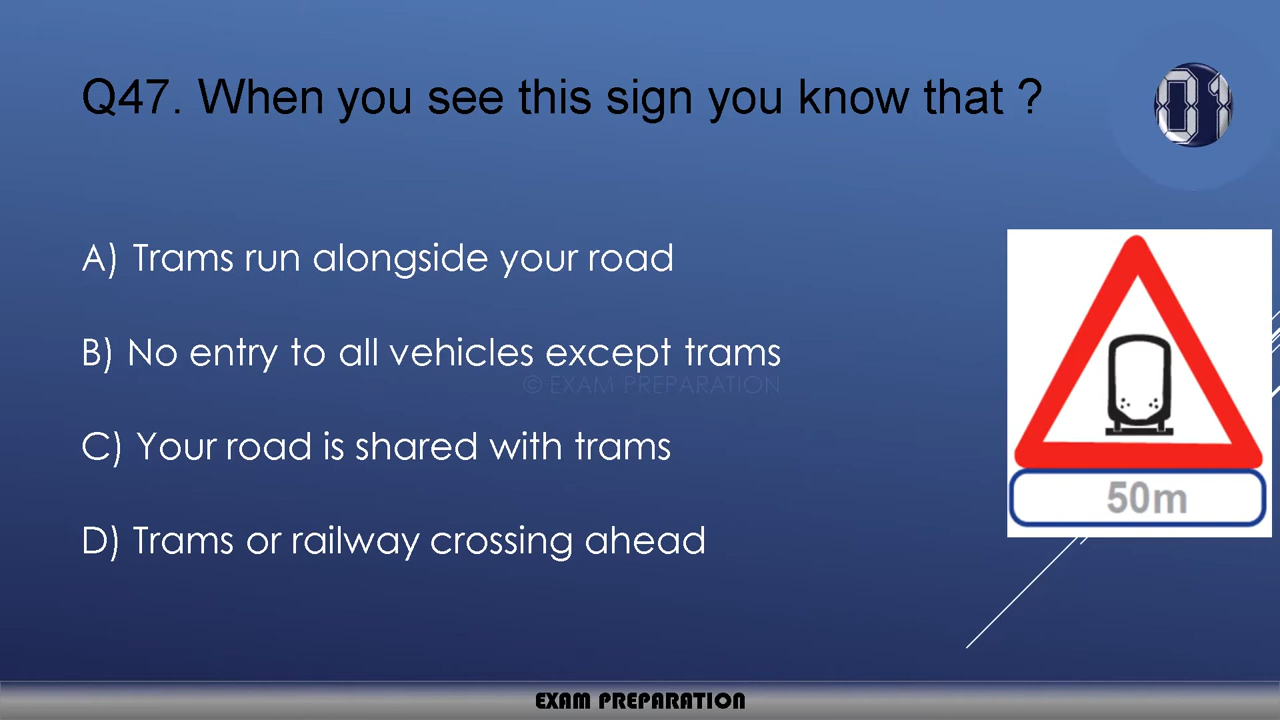 Q47. When you see this sign you know that ?
01
A) Trams run alongside your road
B) No entry to all vehicles except trams
© EXAM PREPARATION
C) Your road is shared with trams
50m
D) Trams or railway crossing ahead
EXAM PREPARATION